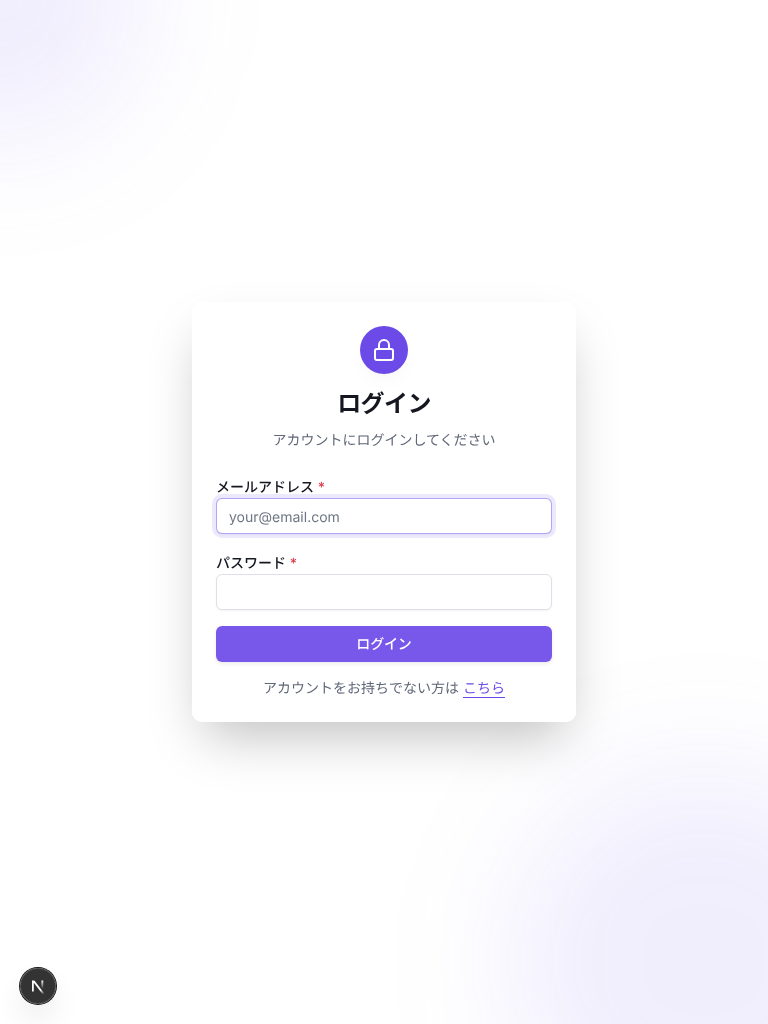 ログイン
アカウントにログインしてください
メールアドレス *
your@email.com
パスワード *
ログイン
アカウントをお持ちでない方は こちら
N